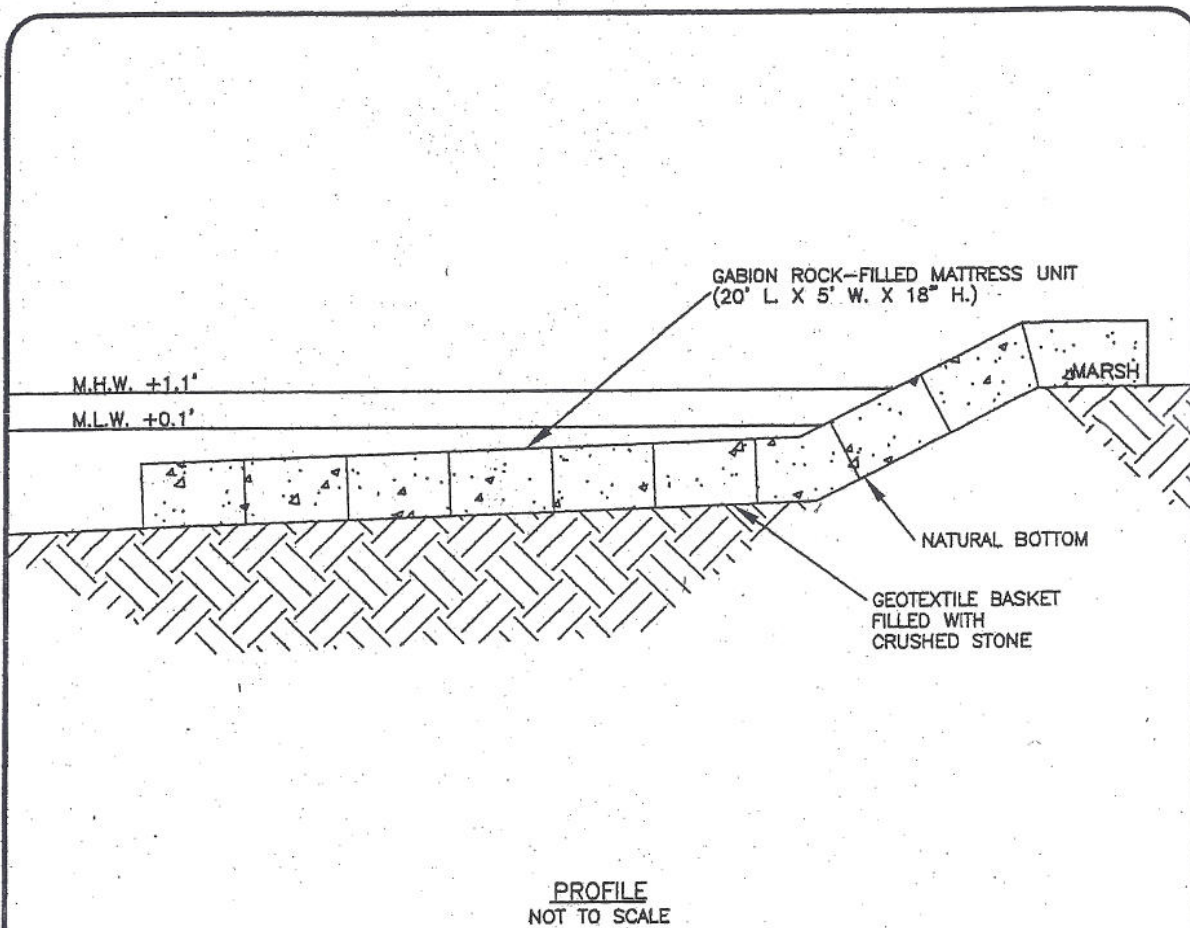 GABION ROCK-FILLED MATTRESS UNIT
(20' L X 5' W. X 18" H.)
M.H.W. +1.1'
MARSH
M.L.W. +0.1'
NATURAL BOTTOM
GEOTEXTILE BASKET
FILLED WITH
CRUSHED STONE
PROFILE
NOT TO SCALE